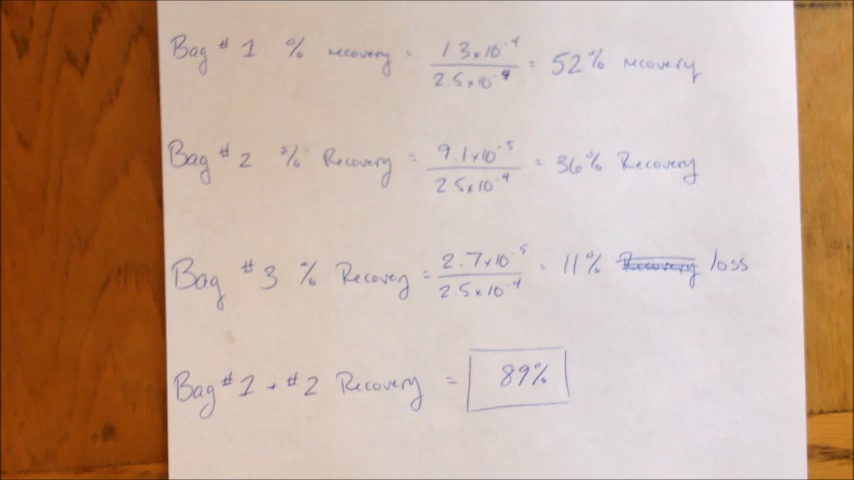 Bag #1 % recovery = 1.3x10⁻⁴ / 2.5x10⁻⁴ = 52% recovery
Bag #2 % Recovery = 9.1x10⁻⁵ / 2.5x10⁻⁴ = 36% Recovery
Bag #3 % Recovery = 2.7x10⁻⁵ / 2.5x10⁻⁴ = 11% Recovery loss
Bag #1 + #2 Recovery = 89%